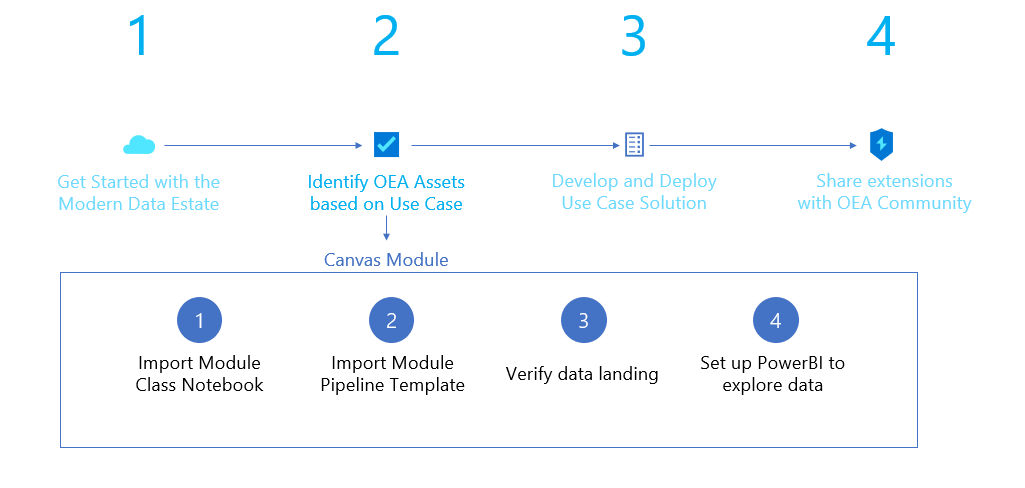 1
2
3
4
Get Started with the
Modern Data Estate
Identify OEA Assets
based on Use Case
Develop and Deploy
Use Case Solution
Share extensions
with OEA Community
Canvas Module
1
Import Module
Class Notebook
2
Import Module
Pipeline Template
3
Verify data landing
4
Set up PowerBI to
explore data